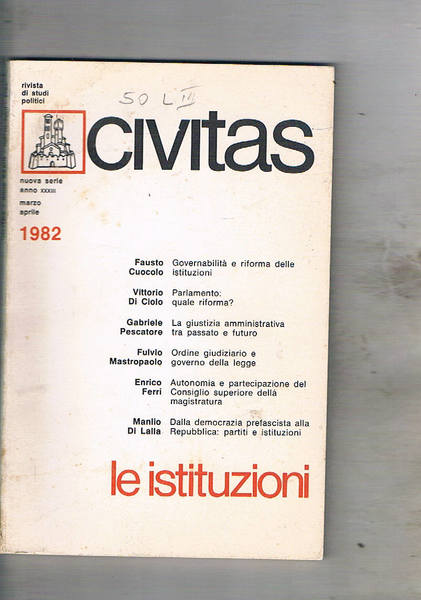 rivista
di studi
politici
50 L III
civitas
nuova serie
anno XXXIII
marzo
aprile
1982
Fausto Cuocolo Governabilità e riforma delle istituzioni
Vittorio Di Ciolo Parlamento: quale riforma?
Gabriele Pescatore La giustizia amministrativa tra passato e futuro
Fulvio Mastropaolo Ordine giudiziario e governo della legge
Enrico Ferri Autonomia e partecipazione del Consiglio superiore della magistratura
Manlio Di Lalla Dalla democrazia prefascista alla Repubblica: partiti e istituzioni
le istituzioni